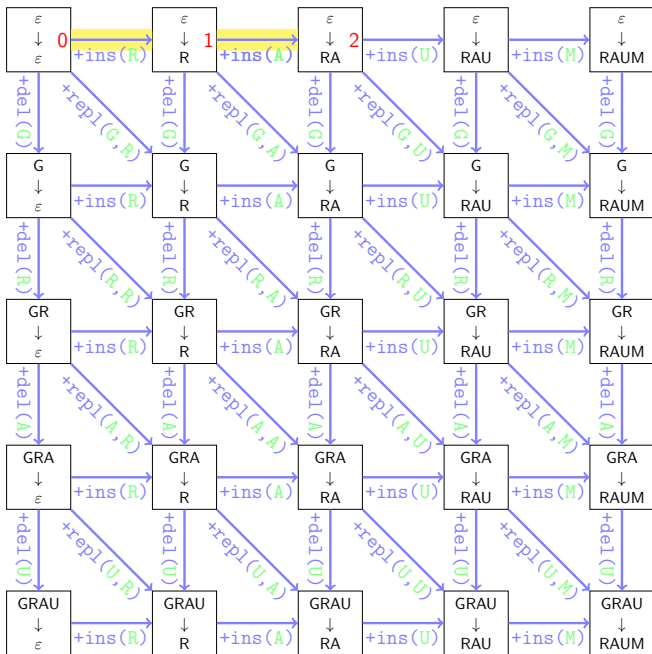 ε ε ε ε ε
↓ 0 ↓ 1 ↓ 2 ↓ ↓
ε R RA RAU RAUM
+ins(R) +ins(A) +ins(U) +ins(M)
+del(G) +repl(G,R) +del(G) +repl(G,A) +del(G) +repl(G,U) +del(G) +repl(G,M) +del(G)
G G G G G
↓ ↓ ↓ ↓ ↓
ε R RA RAU RAUM
+ins(R) +ins(A) +ins(U) +ins(M)
+del(R) +repl(R,R) +del(R) +repl(R,A) +del(R) +repl(R,U) +del(R) +repl(R,M) +del(R)
GR GR GR GR GR
↓ ↓ ↓ ↓ ↓
ε R RA RAU RAUM
+ins(R) +ins(A) +ins(U) +ins(M)
+del(A) +repl(A,R) +del(A) +repl(A,A) +del(A) +repl(A,U) +del(A) +repl(A,M) +del(A)
GRA GRA GRA GRA GRA
↓ ↓ ↓ ↓ ↓
ε R RA RAU RAUM
+ins(R) +ins(A) +ins(U) +ins(M)
+del(U) +repl(U,R) +del(U) +repl(U,A) +del(U) +repl(U,U) +del(U) +repl(U,M) +del(U)
GRAU GRAU GRAU GRAU GRAU
↓ ↓ ↓ ↓ ↓
ε R RA RAU RAUM
+ins(R) +ins(A) +ins(U) +ins(M)